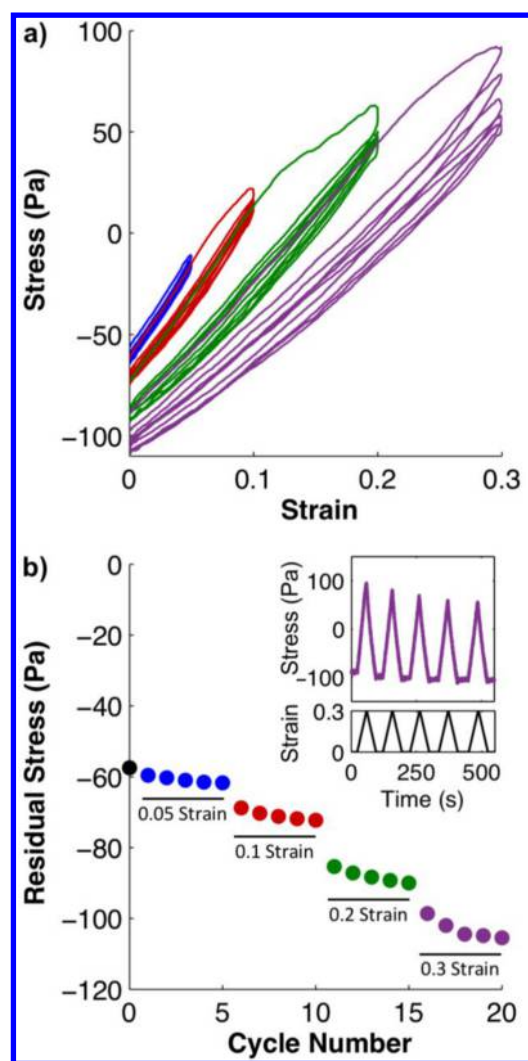 a)
100
50
0
−50
−100
Stress (Pa)
0
0.1
0.2
0.3
Strain
b)
0
−20
−40
−60
−80
−100
−120
Residual Stress (Pa)
100
0
−100
Stress (Pa)
0.3
0
Strain
0
250
500
Time (s)
0.05 Strain
0.1 Strain
0.2 Strain
0.3 Strain
0
5
10
15
20
Cycle Number